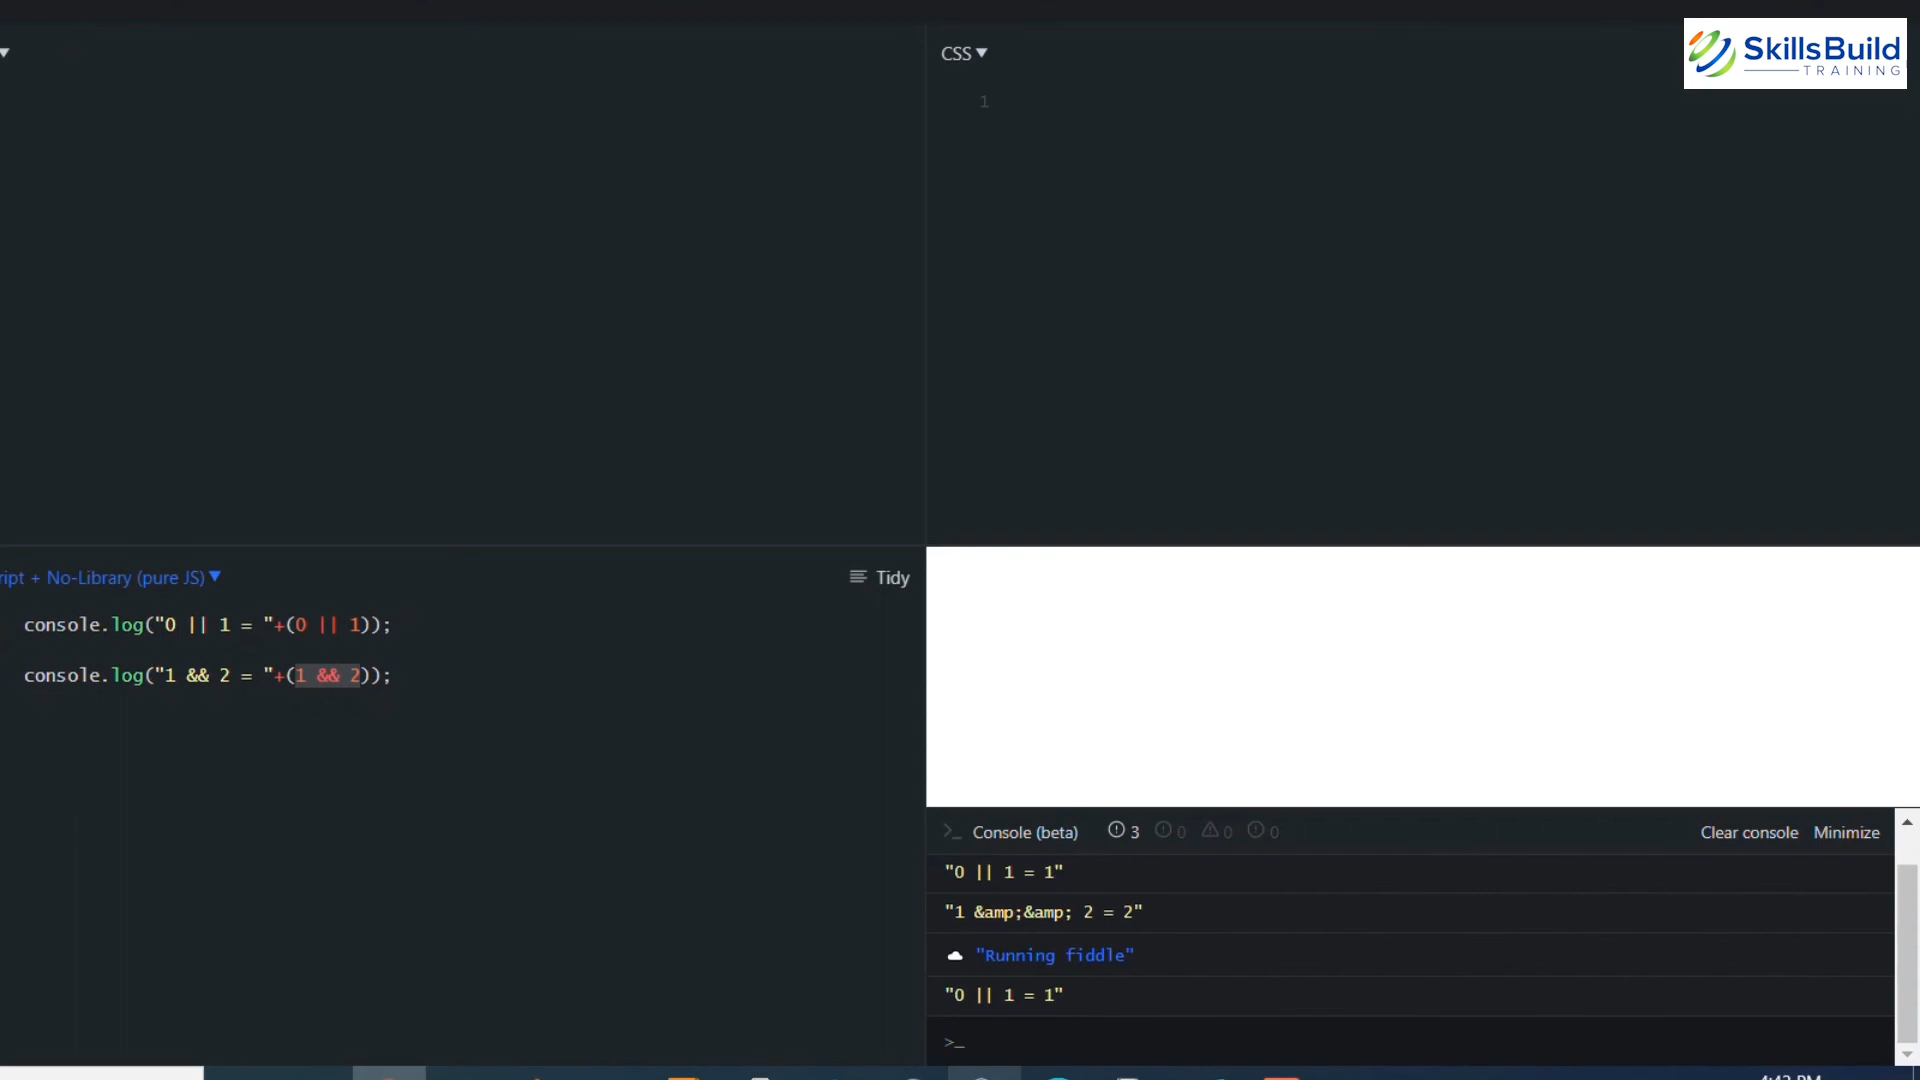 CSS
SkillsBuild
TRAINING
1
ript + No-Library (pure JS)
Tidy
console.log("0 || 1 = "+(0 || 1));
console.log("1 && 2 = "+(1 && 2));
>_ Console (beta) 3 0 0 0 Clear console Minimize
"0 || 1 = 1"
"1 &amp;&amp; 2 = 2"
"Running fiddle"
"0 || 1 = 1"
>_